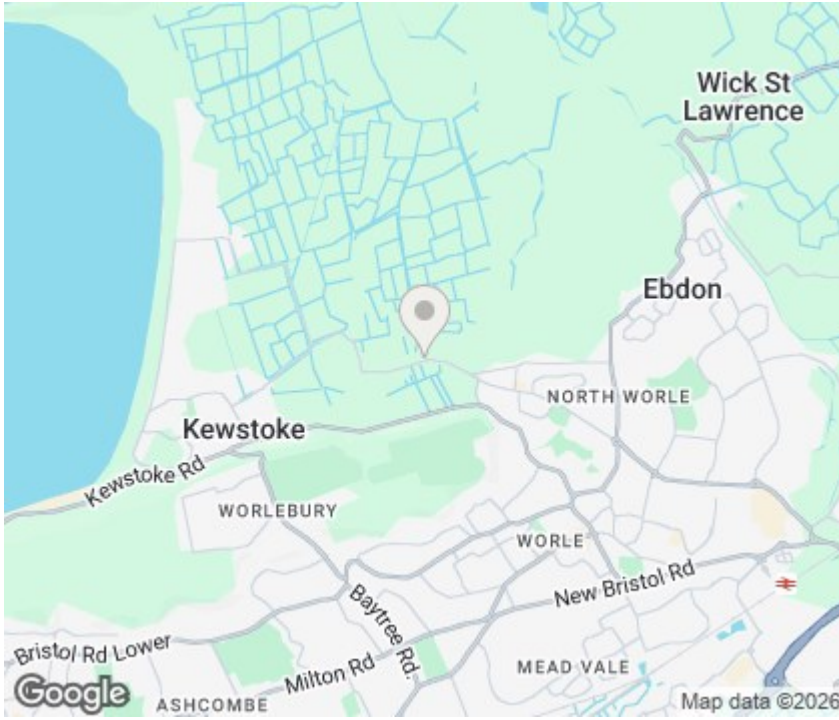 Wick St
Lawrence
Ebdon
NORTH WORLE
Kewstoke
Kewstoke Rd
WORLEBURY
WORLE
New Bristol Rd
Baytree Rd.
Bristol Rd Lower
Milton Rd
MEAD VALE
ASHCOMBE
Google
Map data ©2026